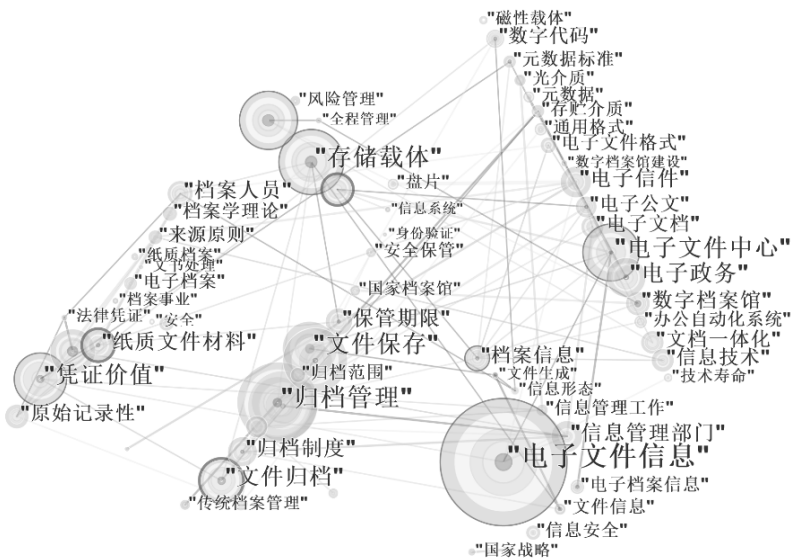 "磁性载体"
"数字代码"
"元数据标准"
"光介质"
"元数据"
"风险管理"
"存贮介质"
"全程管理"
"通用格式"
"电子文件格式"
"存储载体"
"数字档案馆建设"
"盘片"
"电子信件"
"档案人员"
"档案学理论"
"信息系统"
"电子公文"
"电子文档"
"来源原则"
"身份验证"
"纸质档案"
"安全保管"
"电子文件中心"
"文书处理"
"电子政务"
"电子档案"
"国家档案馆"
"档案事业"
"数字档案馆"
"法律凭证"
"安全"
"保管期限"
"办公自动化系统"
"纸质文件材料"
"文件保存"
"文档一体化"
"档案信息"
"信息技术"
"凭证价值"
"归档范围"
"文件生成"
"技术寿命"
"信息形态"
"归档管理"
"原始记录性"
"信息管理工作"
"信息管理部门"
"归档制度"
"电子文件信息"
"文件归档"
"电子档案信息"
"传统档案管理"
"文件信息"
"信息安全"
"国家战略"